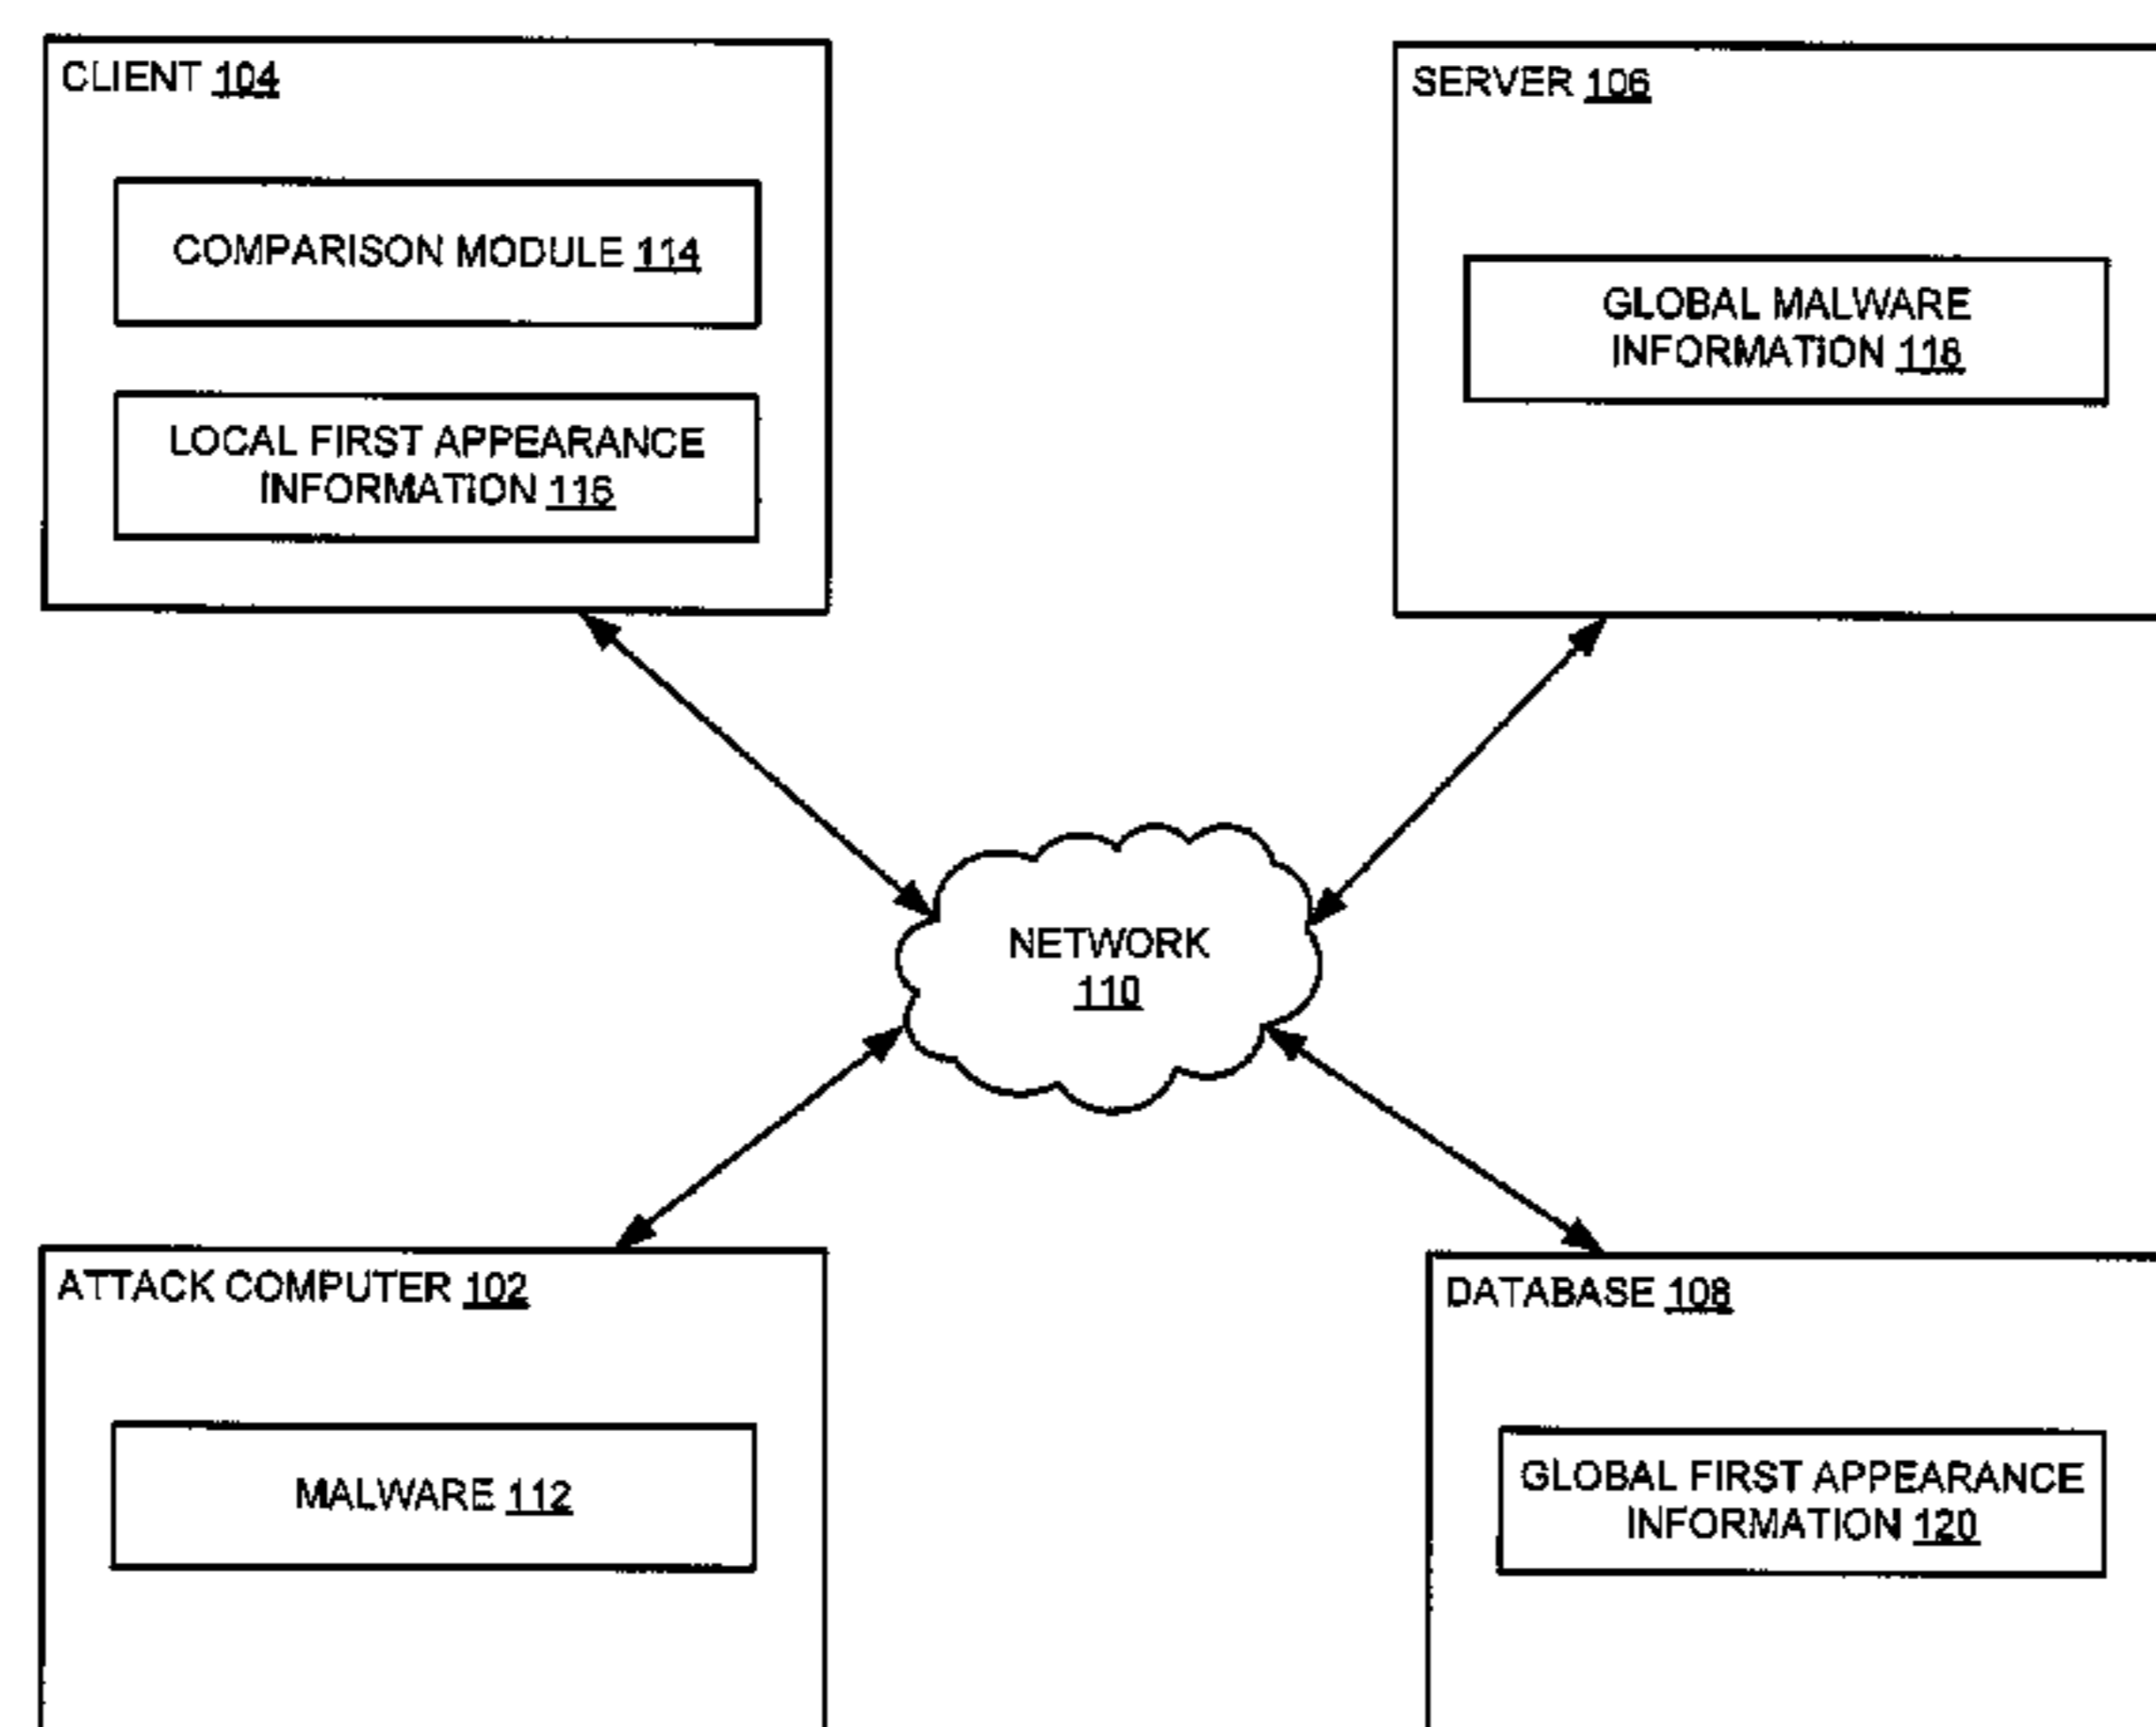 CLIENT 104
COMPARISON MODULE 114
LOCAL FIRST APPEARANCE
INFORMATION 116
SERVER 106
GLOBAL MALWARE
INFORMATION 118
NETWORK
110
ATTACK COMPUTER 102
MALWARE 112
DATABASE 108
GLOBAL FIRST APPEARANCE
INFORMATION 120